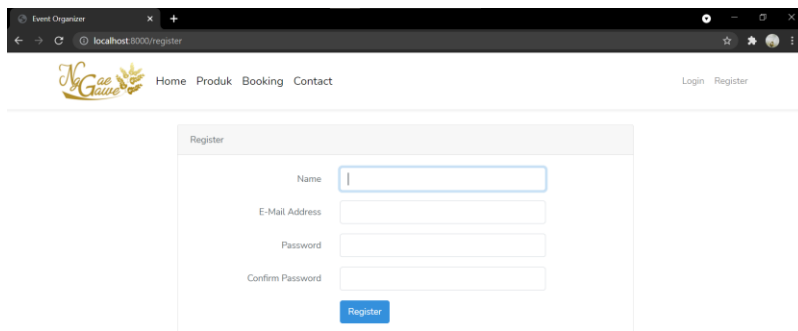 Event Organizer
localhost:8000/register
NgGae Gawe Home Produk Booking Contact Login Register
Register
Name
E-Mail Address
Password
Confirm Password
Register